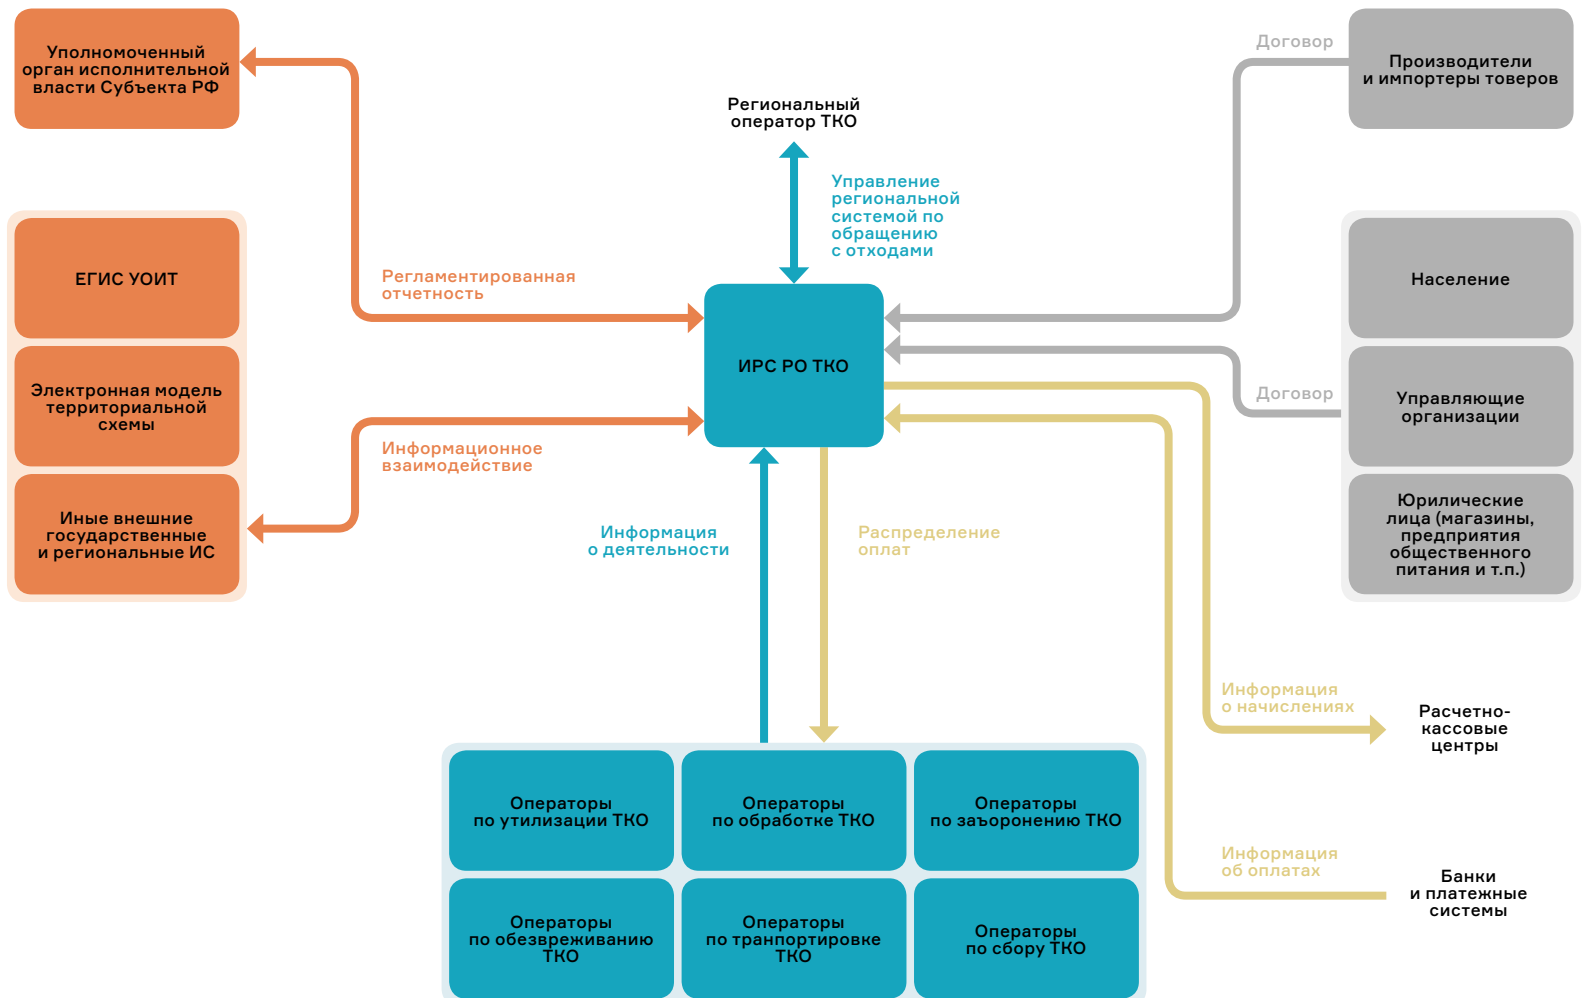 Уполномоченный
орган исполнительной
власти Субъекта РФ
Договор
Производители
и импортеры товеров
Региональный
оператор ТКО
Управление
региональной
системой по
обращению
с отходами
ЕГИС УОИТ
Регламентированная
отчетность
Население
ИРС РО ТКО
Электронная модель
территориальной
схемы
Договор
Управляющие
организации
Информационное
взаимодействие
Иные внешние
государственные
и региональные ИС
Информация
о деятельности
Распределение
оплат
Юрилические
лица (магазины,
предприятия
общественного
питания и т.п.)
Информация
о начислениях
Расчетно-
кассовые
центры
Операторы
по утилизации ТКО
Операторы
по обработке ТКО
Операторы
по заъоронению ТКО
Информация
об оплатах
Банки
и платежные
системы
Операторы
по обезвреживанию
ТКО
Операторы
по транпортировке
ТКО
Операторы
по сбору ТКО